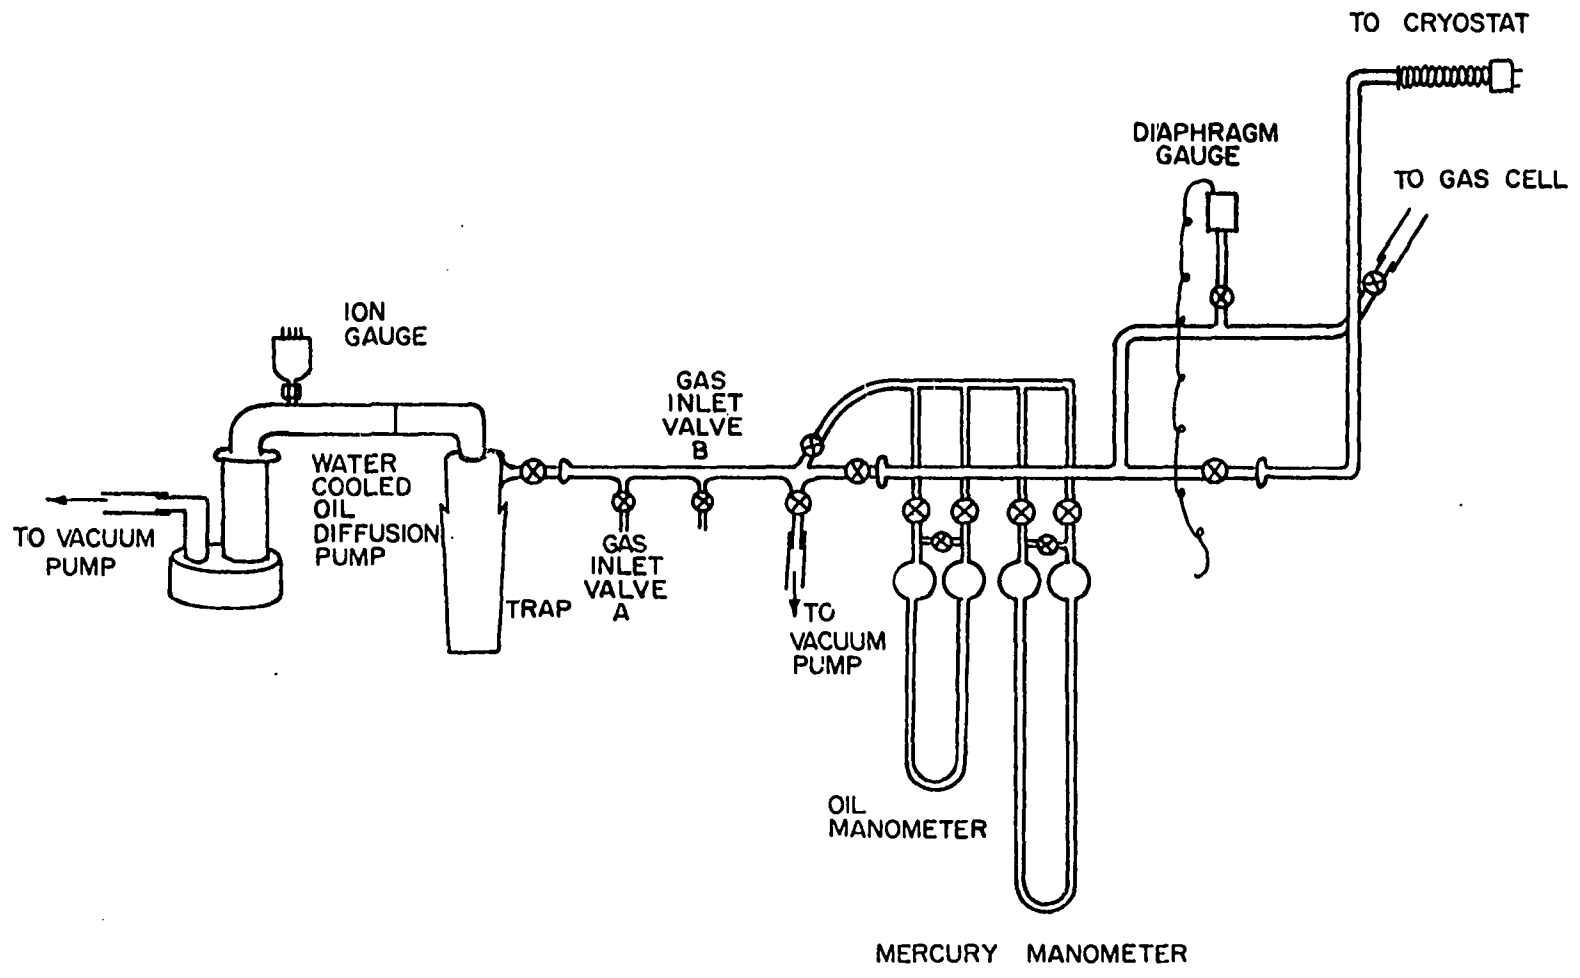 TO CRYOSTAT
DIAPHRAGM
GAUGE
TO GAS CELL
ION
GAUGE
GAS
INLET
VALVE
B
WATER
COOLED
OIL
DIFFUSION
PUMP
TO VACUUM
PUMP
GAS
INLET
VALVE
A
TRAP
TO
VACUUM
PUMP
OIL
MANOMETER
MERCURY MANOMETER